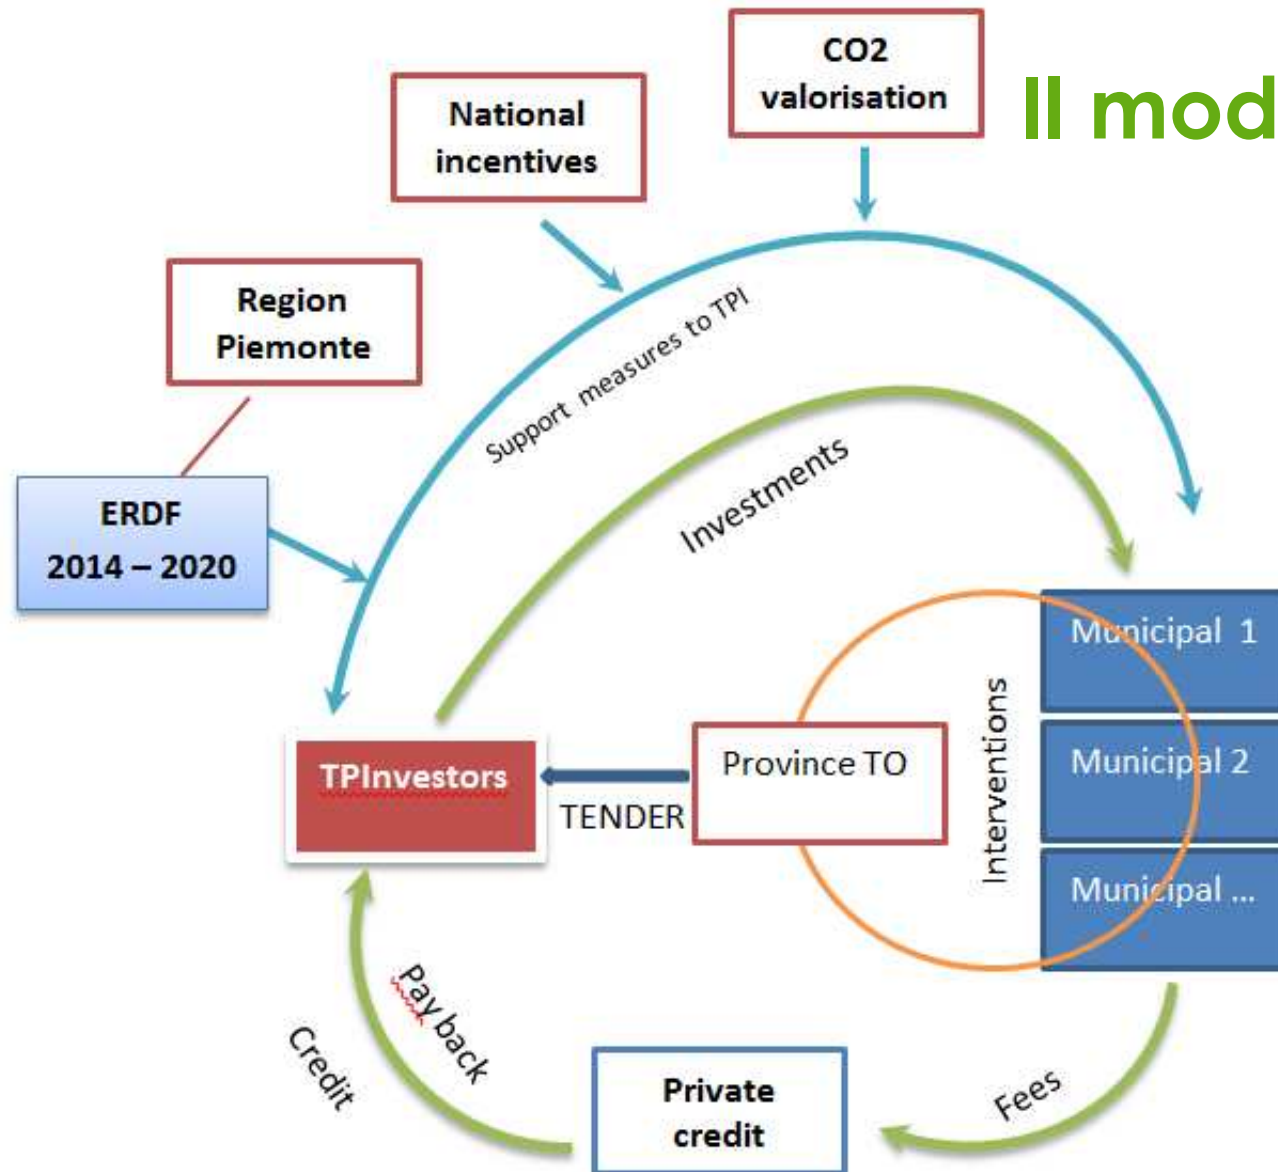 CO2
valorisation
Il mod
National
incentives
Region
Piemonte
Support measures to TPI
ERDF
2014 – 2020
Investments
Municipal 1
Interventions
Province TO
Municipal 2
TPInvestors
TENDER
Municipal ...
Pay back
Credit
Private
credit
Fees